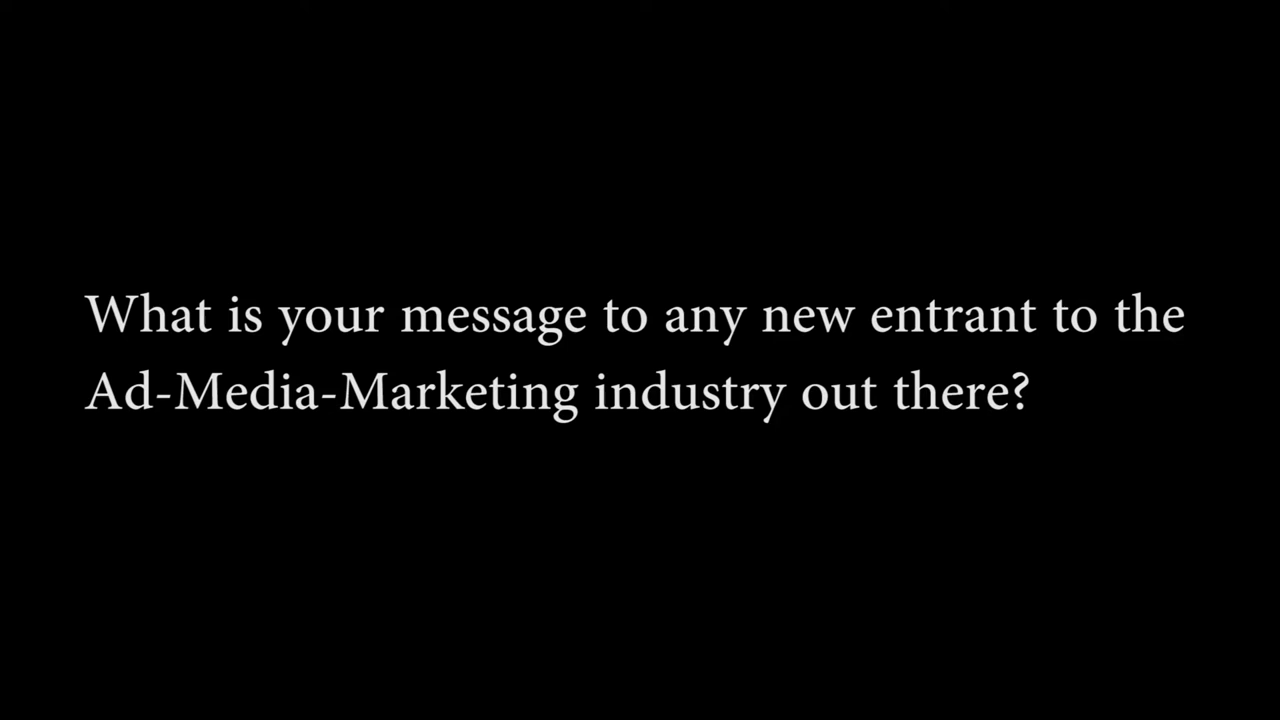 What is your message to any new entrant to the
Ad-Media-Marketing industry out there?